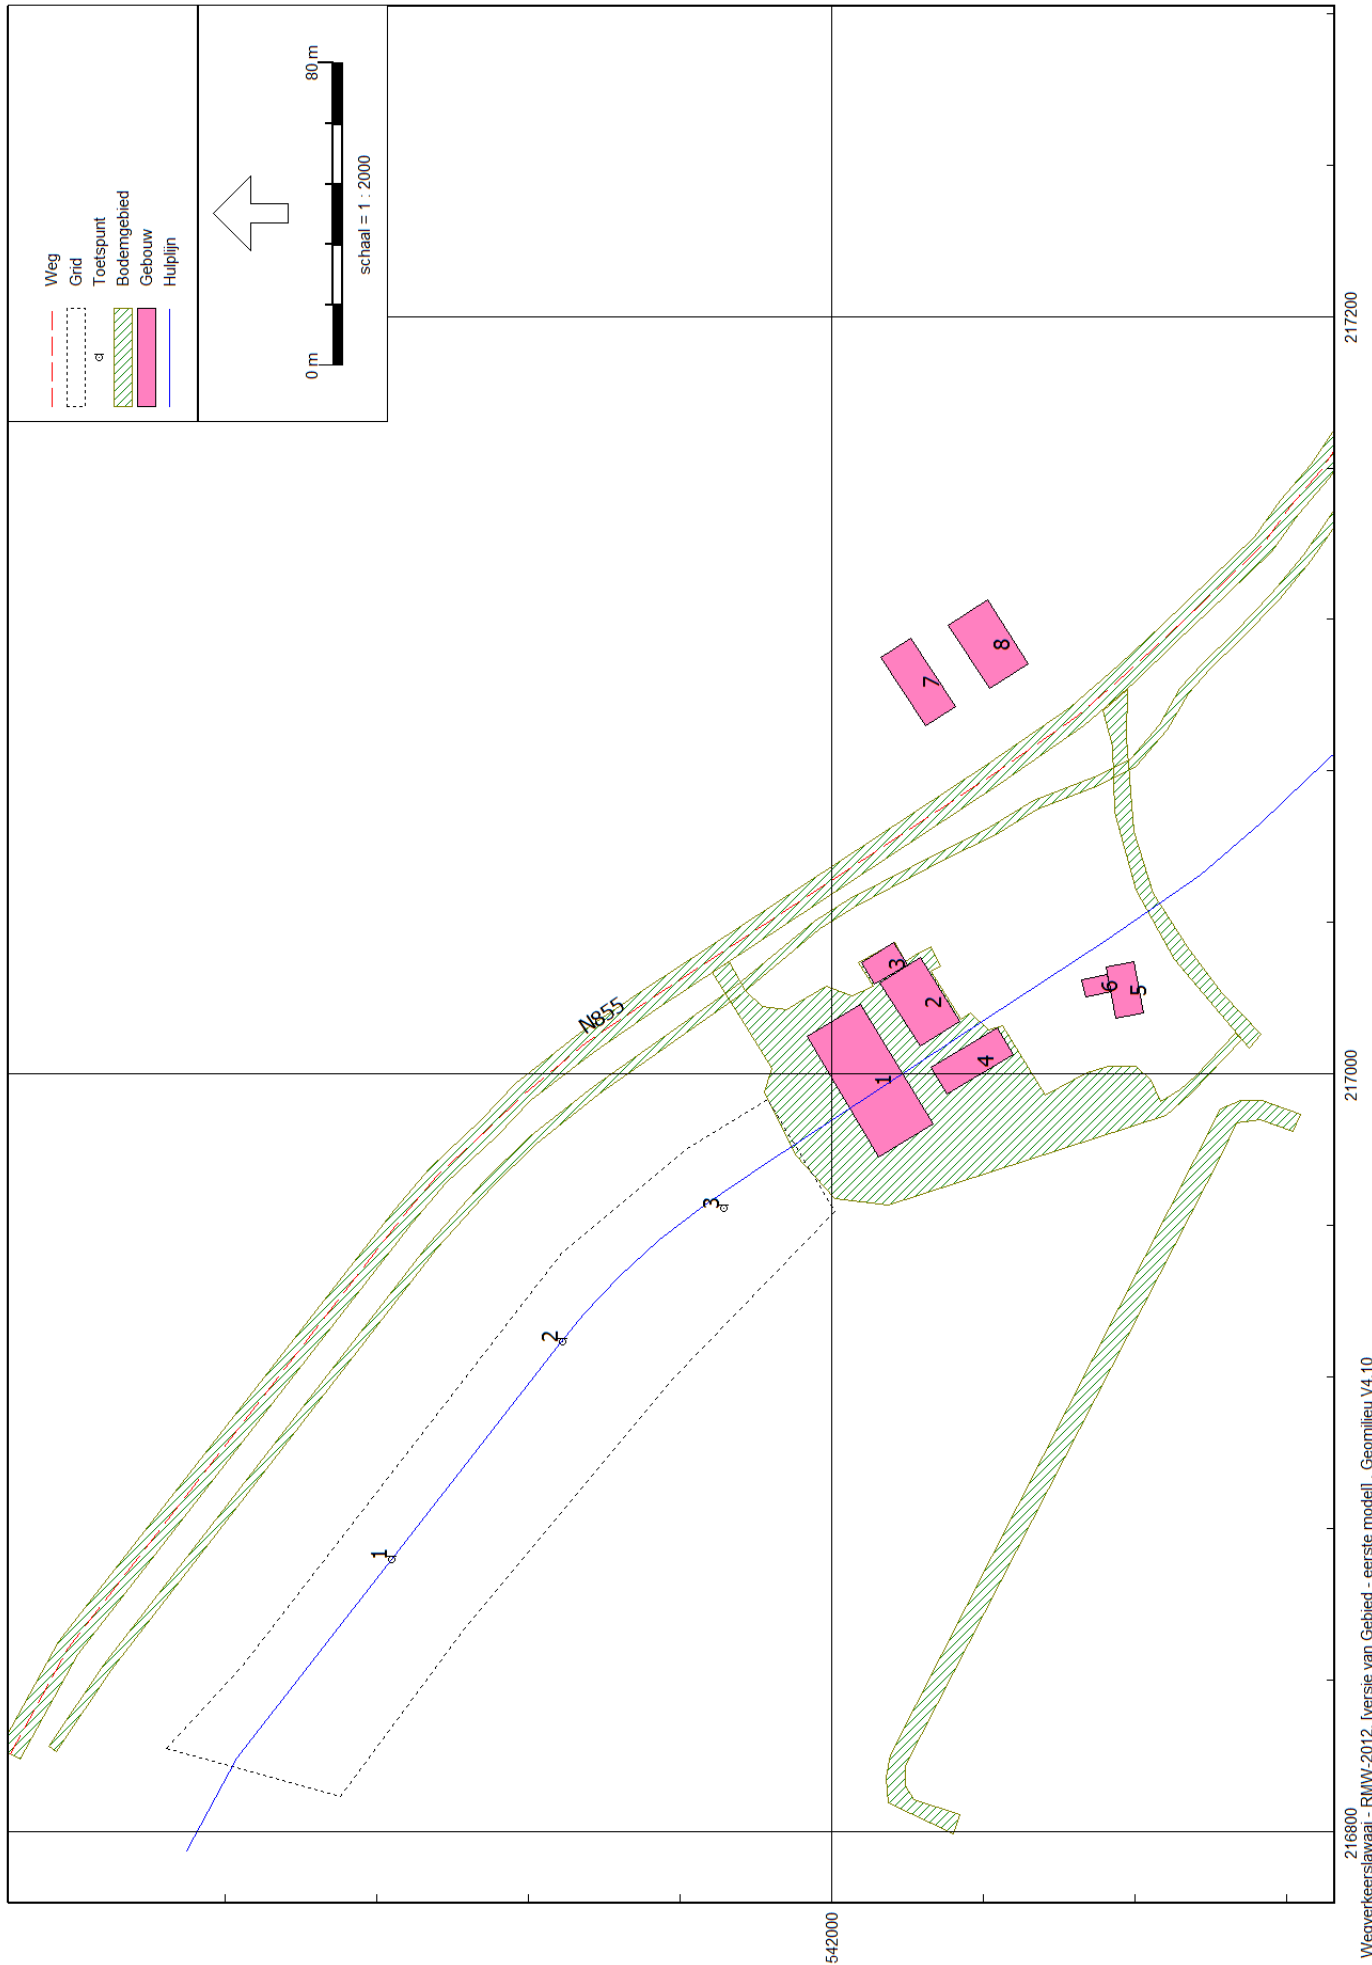 Weg
Grid
Toetspunt
Bodemgebied
Gebouw
Hulplijn
0 m
80 m
schaal = 1 : 2000
N855
1
2
3
1
2
3
4
5
6
7
8
542000
216800
217000
217200
Wegverkeerslawaai - RMW-2012, [versie van Gebied - eerste model] , Geomilieu V4.10